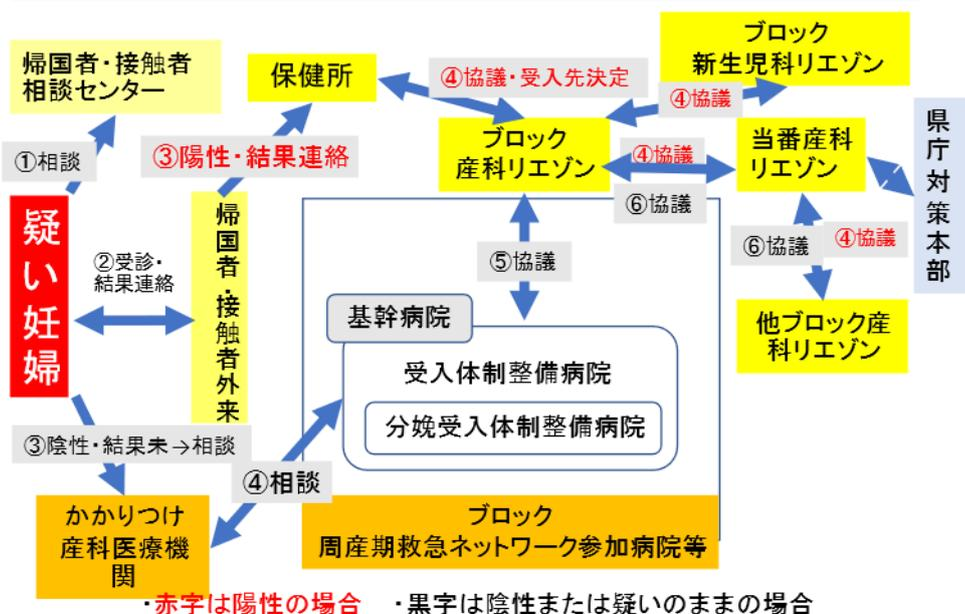 帰国者・接触者
相談センター
保健所
④協議・受入先決定
ブロック
新生児科リエゾン
④協議
①相談
③陽性・結果連絡
ブロック
産科リエゾン
④協議
⑥協議
当番産科
リエゾン
県庁対策本部
疑い妊婦
②受診・
結果連絡
帰国者・接触者外来
⑤協議
⑥協議
④協議
他ブロック産
科リエゾン
基幹病院
受入体制整備病院
分娩受入体制整備病院
③陰性・結果未→相談
④相談
かかりつけ
産科医療機
関
ブロック
周産期救急ネットワーク参加病院等
・赤字は陽性の場合 ・黒字は陰性または疑いのままの場合